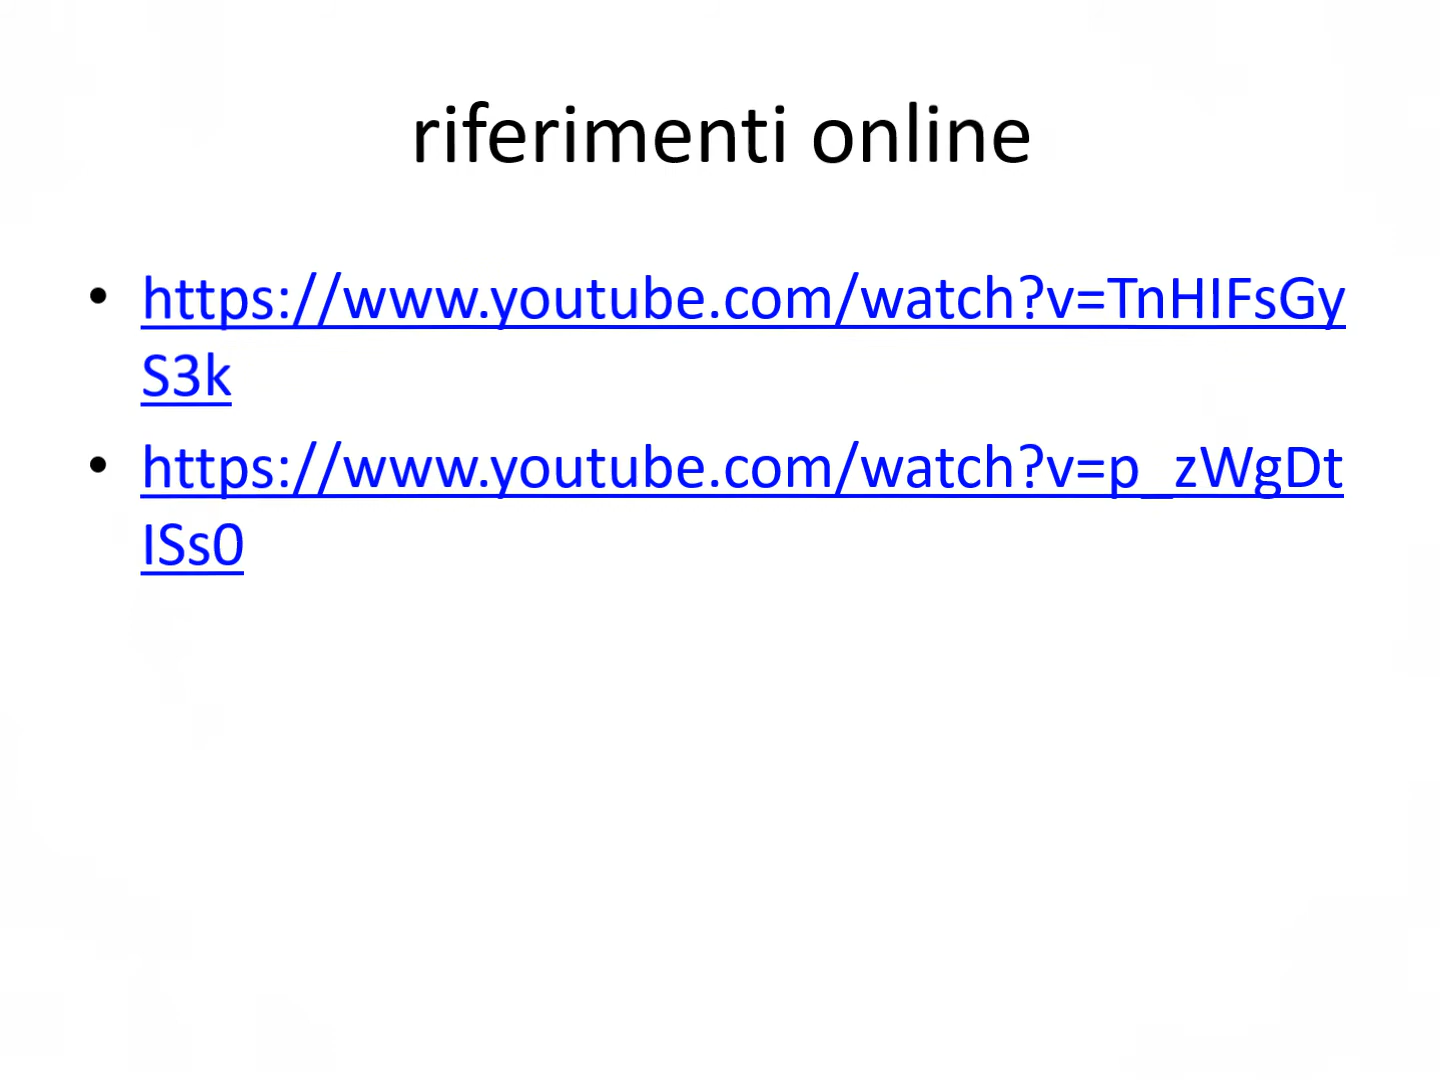 riferimenti online
• https://www.youtube.com/watch?v=TnHIFsGy
S3k
• https://www.youtube.com/watch?v=p_zWgDt
ISs0